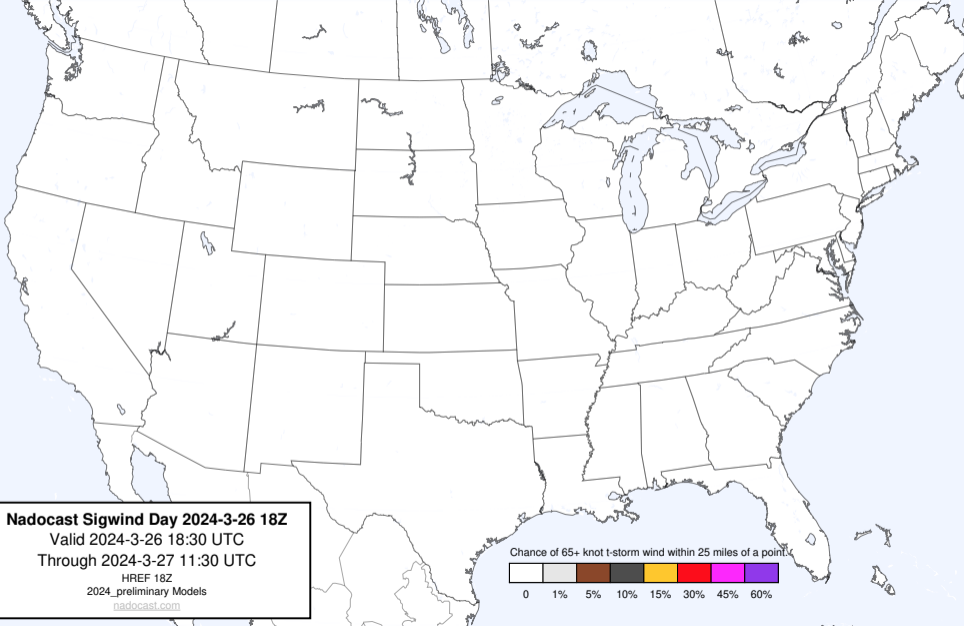 Nadocast Sigwind Day 2024-3-26 18Z
Valid 2024-3-26 18:30 UTC
Through 2024-3-27 11:30 UTC
HREF 18Z
2024_preliminary Models
nadocast.com
Chance of 65+ knot t-storm wind within 25 miles of a point.
0 1% 5% 10% 15% 30% 45% 60%